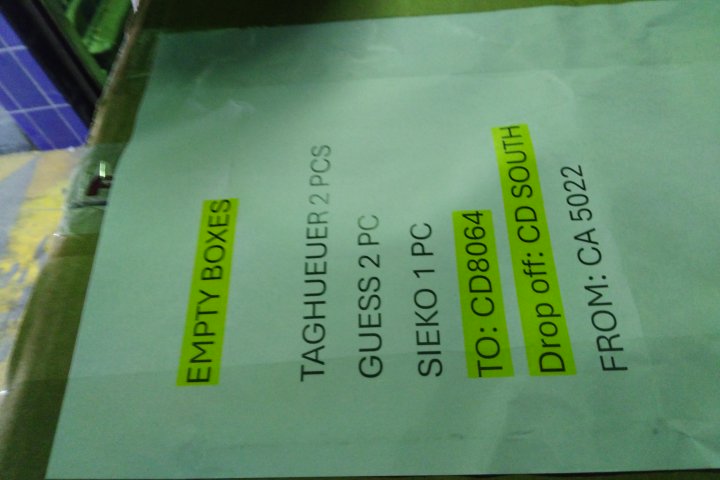 EMPTY BOXES
TAGHUEUER 2 PCS
GUESS 2 PC
SIEKO 1 PC
TO: CD8064
Drop off: CD SOUTH
FROM: CA 5022